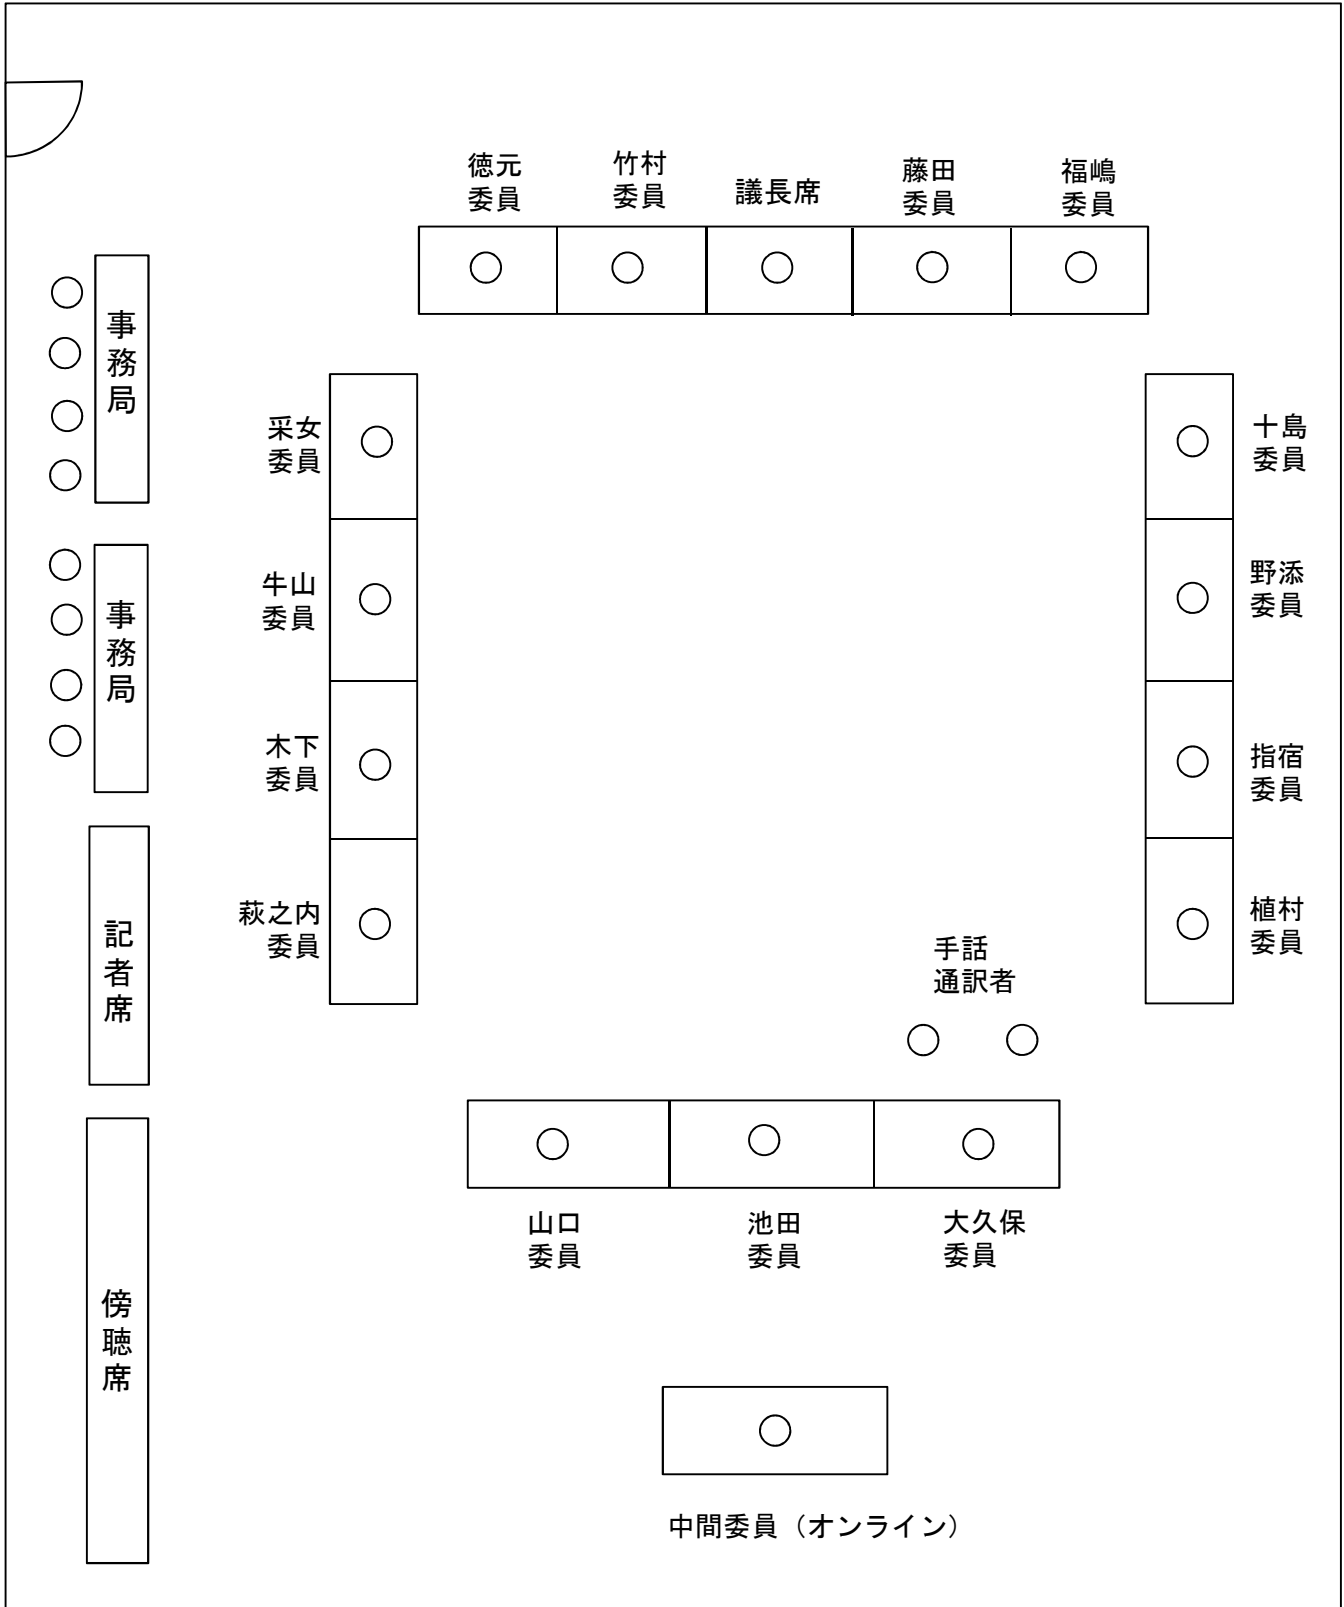 徳元
委員
竹村
委員
議長席
藤田
委員
福嶋
委員
事務局
事務局
記者席
傍聴席
采女
委員
牛山
委員
木下
委員
萩之内
委員
十島
委員
野添
委員
指宿
委員
植村
委員
手話
通訳者
山口
委員
池田
委員
大久保
委員
中間委員（オンライン）